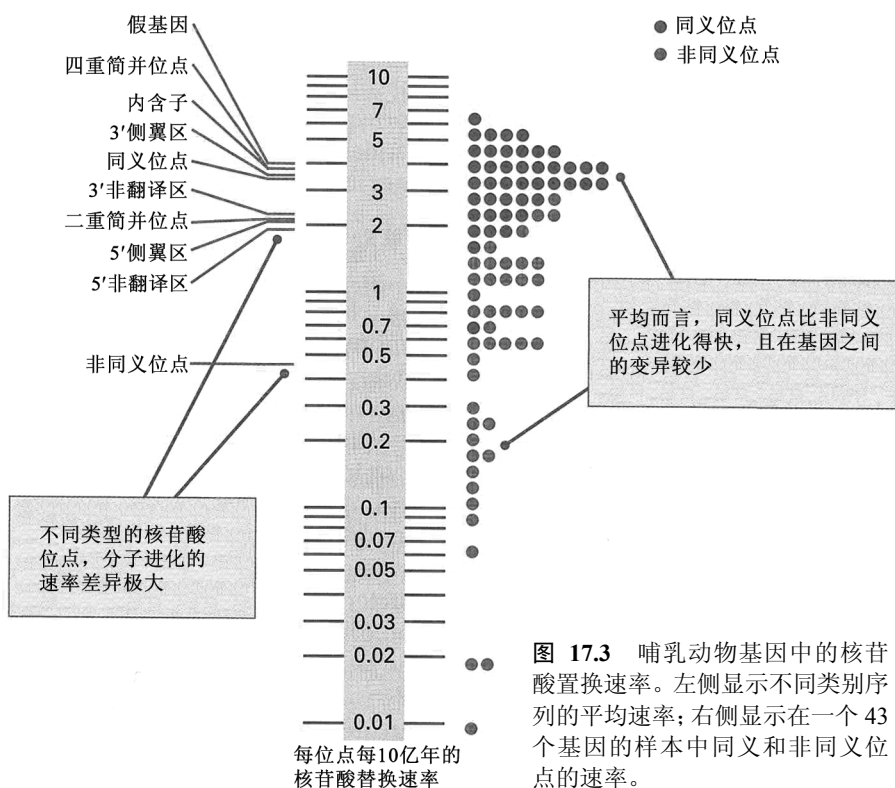 假基因
四重简并位点
内含子
3′侧翼区
同义位点
3′非翻译区
二重简并位点
5′侧翼区
5′非翻译区
非同义位点
不同类型的核苷酸
位点，分子进化的
速率差异极大
10
7
5
3
2
1
0.7
0.5
0.3
0.2
0.1
0.07
0.05
0.03
0.02
0.01
每位点每10亿年的
核苷酸替换速率
同义位点
非同义位点
平均而言，同义位点比非同义
位点进化得快，且在基因之间
的变异较少
图 17.3 哺乳动物基因中的核苷
酸置换速率。左侧显示不同类别序
列的平均速率；右侧显示在一个 43
个基因的样本中同义和非同义位
点的速率。